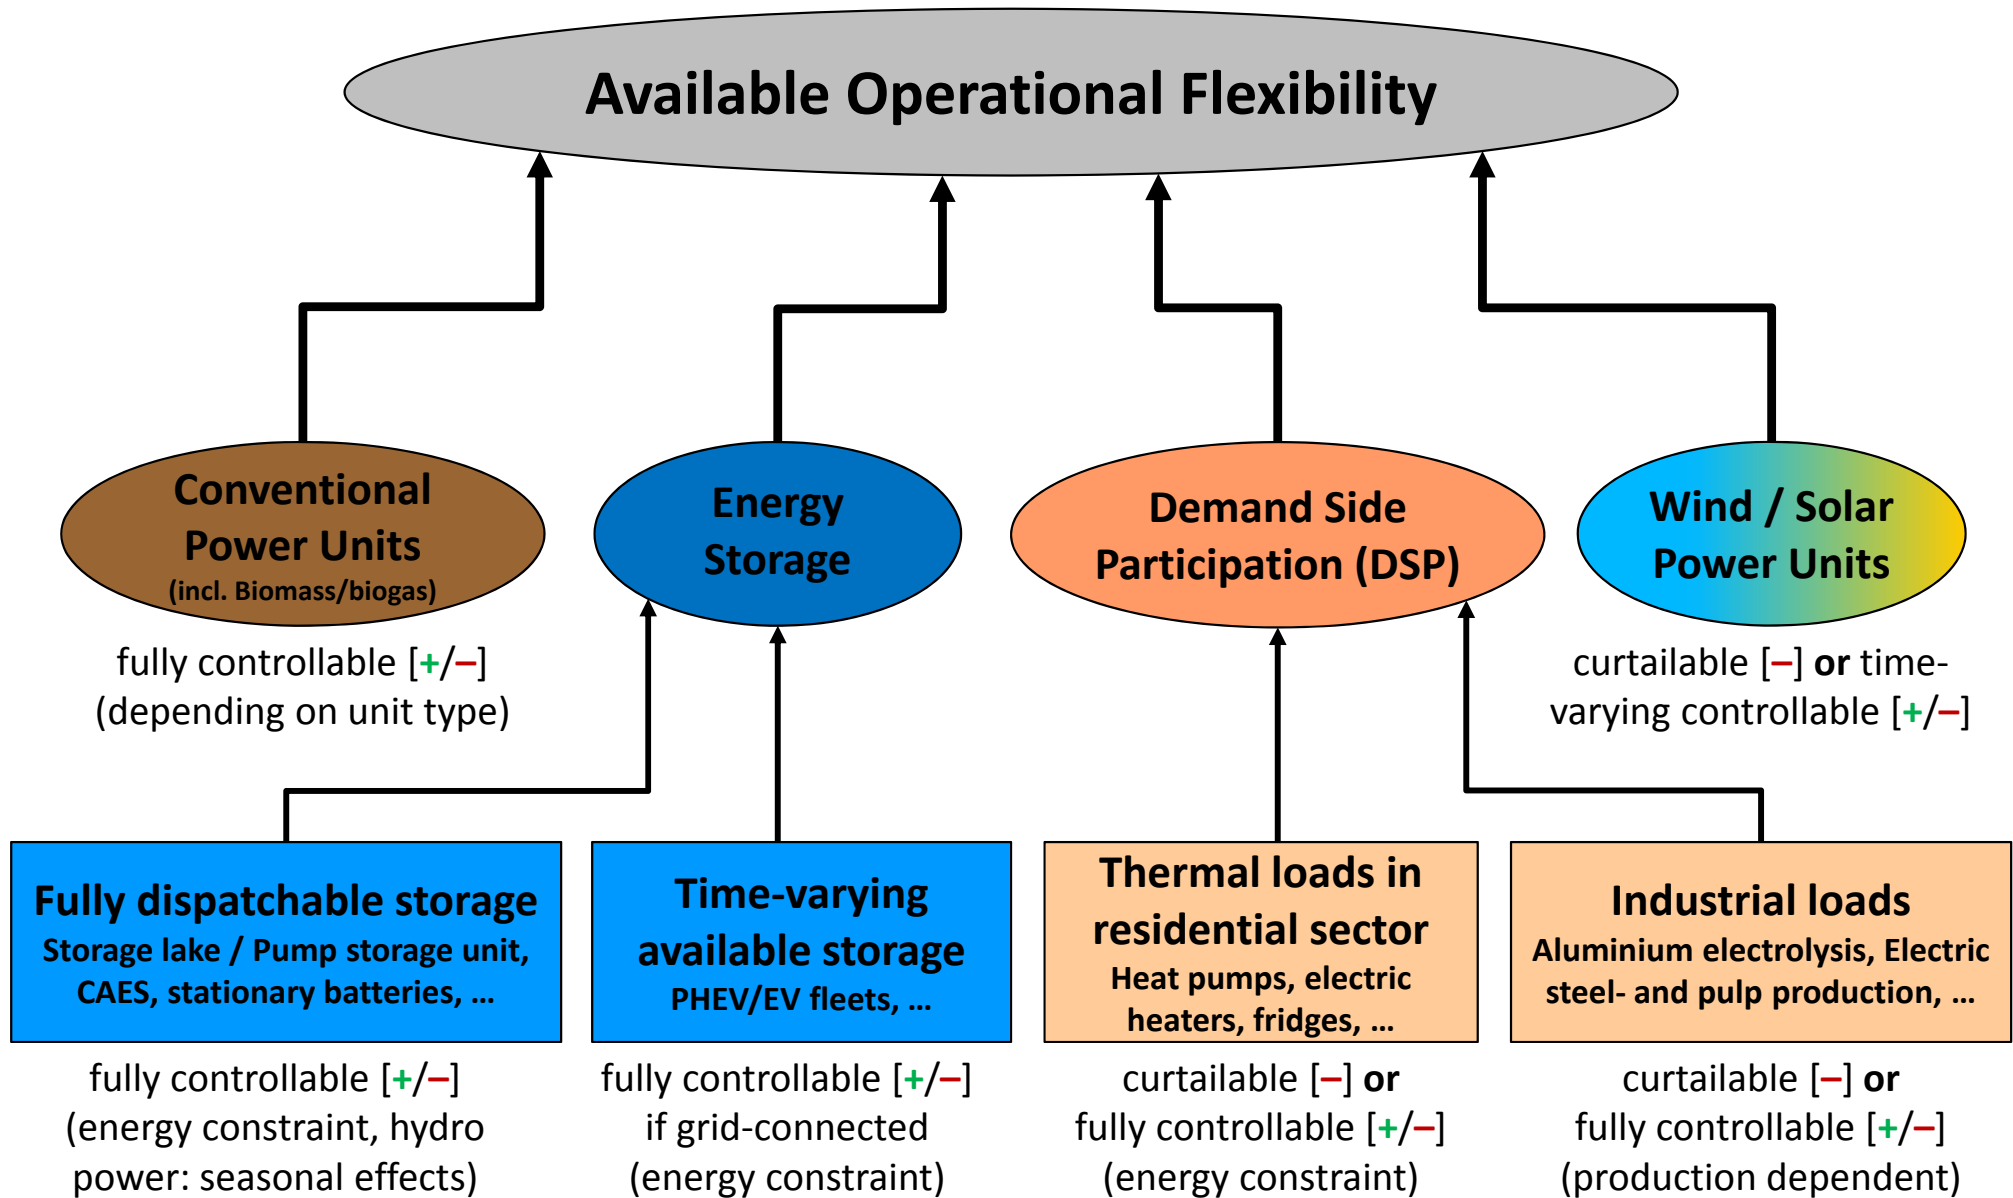 Available Operational Flexibility
Conventional
Power Units
(incl. Biomass/biogas)
Energy
Storage
Demand Side
Participation (DSP)
Wind / Solar
Power Units
fully controllable [+/–]
(depending on unit type)
curtailable [–] or time-
varying controllable [+/–]
Fully dispatchable storage
Storage lake / Pump storage unit,
CAES, stationary batteries, ...
Time-varying
available storage
PHEV/EV fleets, ...
Thermal loads in
residential sector
Heat pumps, electric
heaters, fridges, ...
Industrial loads
Aluminium electrolysis, Electric
steel- and pulp production, ...
fully controllable [+/–]
(energy constraint, hydro
power: seasonal effects)
fully controllable [+/–]
if grid-connected
(energy constraint)
curtailable [–] or
fully controllable [+/–]
(energy constraint)
curtailable [–] or
fully controllable [+/–]
(production dependent)